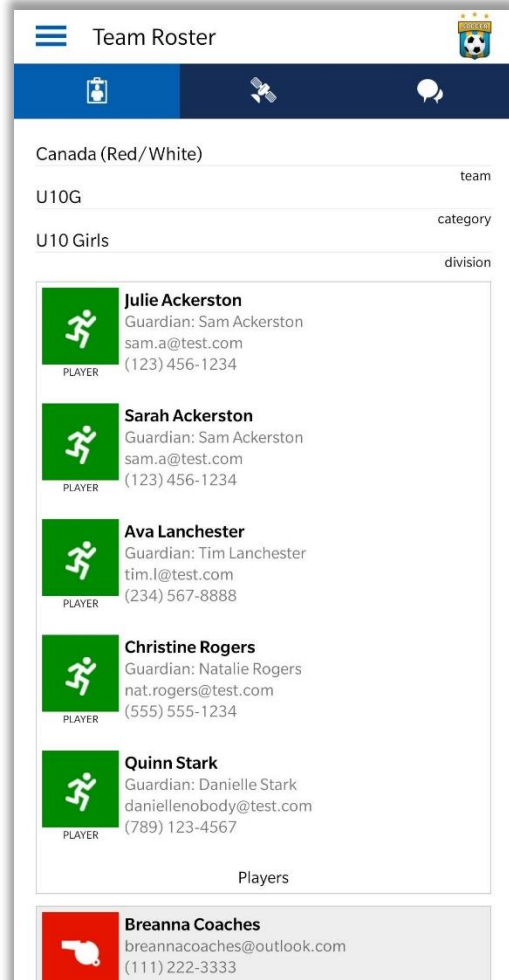 Team Roster
SOCCER
Canada (Red/White)
team
U10G
category
U10 Girls
division
Julie Ackerston
Guardian: Sam Ackerston
sam.a@test.com
(123) 456-1234
PLAYER
Sarah Ackerston
Guardian: Sam Ackerston
sam.a@test.com
(123) 456-1234
PLAYER
Ava Lanchester
Guardian: Tim Lanchester
tim.l@test.com
(234) 567-8888
PLAYER
Christine Rogers
Guardian: Natalie Rogers
nat.rogers@test.com
(555) 555-1234
PLAYER
Quinn Stark
Guardian: Danielle Stark
daniellenobody@test.com
(789) 123-4567
PLAYER
Players
Breanna Coaches
breannacoaches@outlook.com
(111) 222-3333